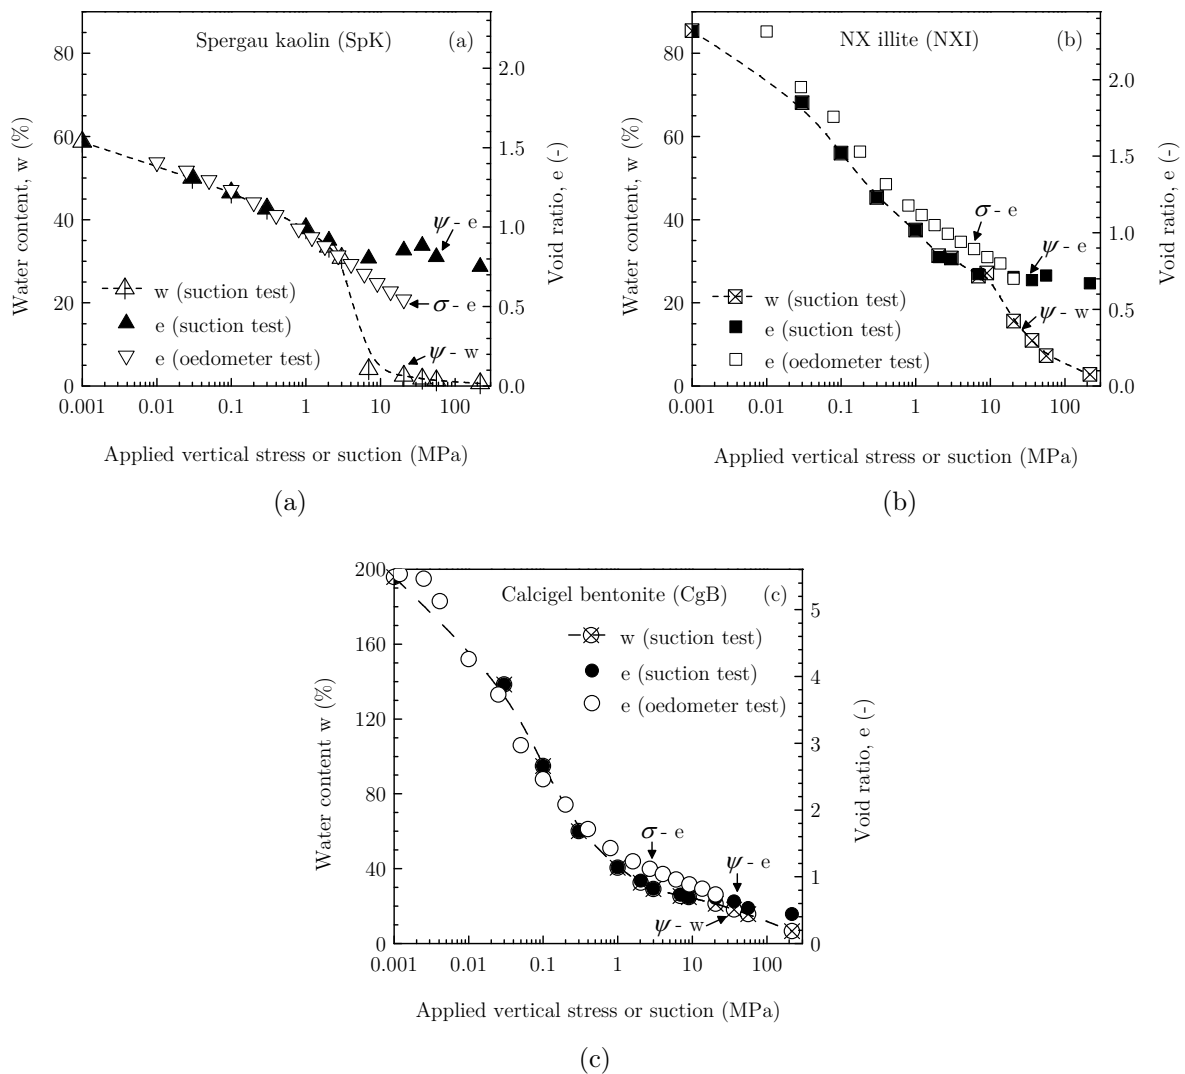 Spergau kaolin (SpK)
(a)
Water content, w (%)
80
60
40
20
0
2.0
1.5
1.0
0.5
0.0
Void ratio, e (-)
ψ - e
σ - e
ψ - w
w (suction test)
e (suction test)
e (oedometer test)
0.001 0.01 0.1 1 10 100
Applied vertical stress or suction (MPa)
(a)
NX illite (NXI)
(b)
Water content, w (%)
80
60
40
20
0
2.0
1.5
1.0
0.5
0.0
Void ratio, e (-)
σ - e
ψ - e
ψ - w
w (suction test)
e (suction test)
e (oedometer test)
0.001 0.01 0.1 1 10 100
Applied vertical stress or suction (MPa)
(b)
Calcigel bentonite (CgB)
(c)
Water content w (%)
200
160
120
80
40
0
5
4
3
2
1
0
Void ratio, e (-)
w (suction test)
e (suction test)
e (oedometer test)
σ - e
ψ - e
ψ - w
0.001 0.01 0.1 1 10 100
Applied vertical stress or suction (MPa)
(c)